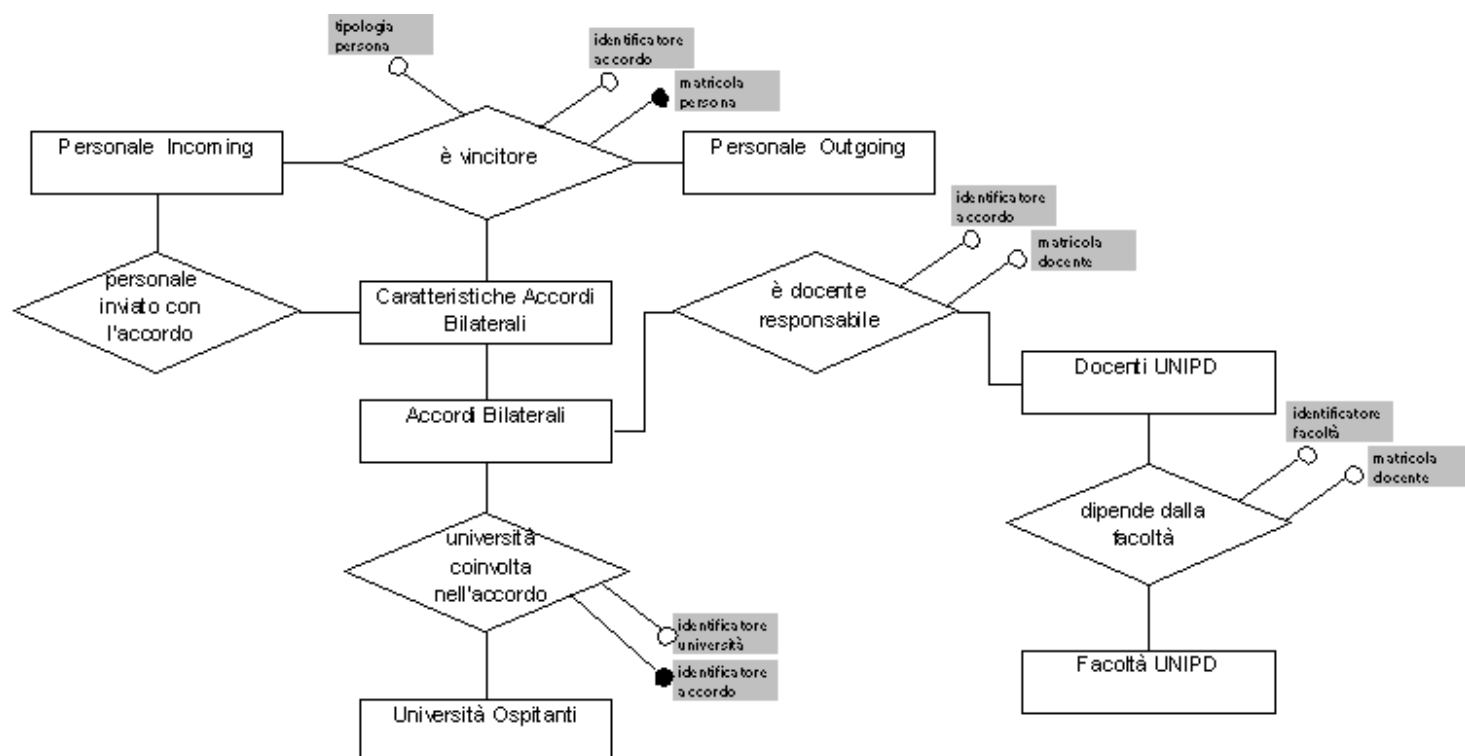 tipologia
persona
identificatore
accordo
matricola
persona
Personale Incoming
è vincitore
Personale Outgoing
identificatore
accordo
matricola
docente
personale
inviato con
l'accordo
Caratteristiche Accordi
Bilaterali
è docente
responsabile
Docenti UNIPD
Accordi Bilaterali
identificatore
facoltà
matricola
docente
università
coinvolta
nell'accordo
dipende dalla
facoltà
identificatore
università
identificatore
accordo
Facoltà UNIPD
Università Ospitanti